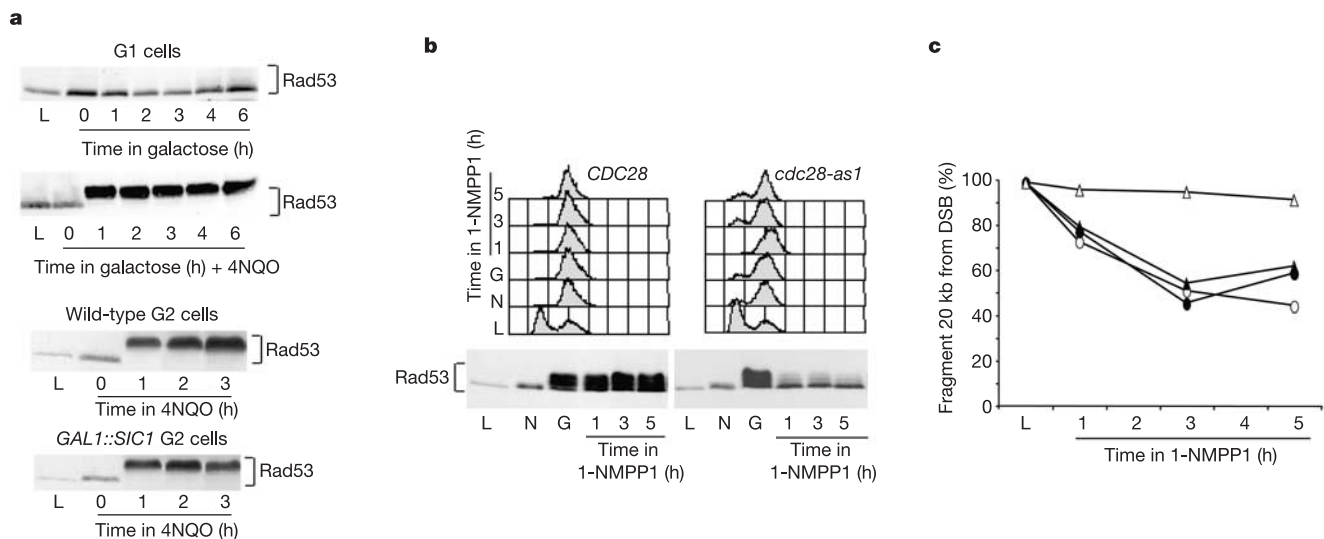 a
G1 cells
Rad53
L 0 1 2 3 4 6
Time in galactose (h)
Rad53
L 0 1 2 3 4 6
Time in galactose (h) + 4NQO
Wild-type G2 cells
Rad53
L 0 1 2 3
Time in 4NQO (h)
GAL1::SIC1 G2 cells
Rad53
L 0 1 2 3
Time in 4NQO (h)
b
Time in 1-NMPP1 (h)
CDC28
cdc28-as1
5
3
1
G
N
L
Rad53
L N G 1 3 5
Time in
1-NMPP1 (h)
L N G 1 3 5
Time in
1-NMPP1 (h)
c
Fragment 20 kb from DSB (%)
100
80
60
40
20
0
L 1 2 3 4 5
Time in 1-NMPP1 (h)